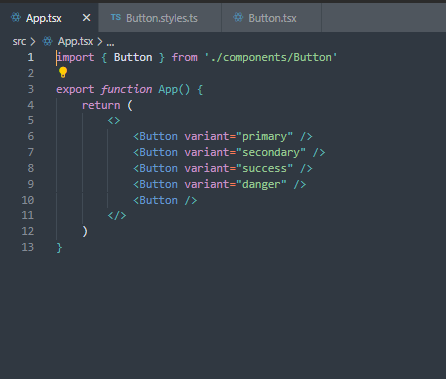 App.tsx
TS Button.styles.ts
Button.tsx
src > App.tsx > ...
1 import { Button } from './components/Button'
2
3 export function App() {
4 return (
5 <>
6 <Button variant="primary" />
7 <Button variant="secondary" />
8 <Button variant="success" />
9 <Button variant="danger" />
10 <Button />
11 </>
12 )
13 }